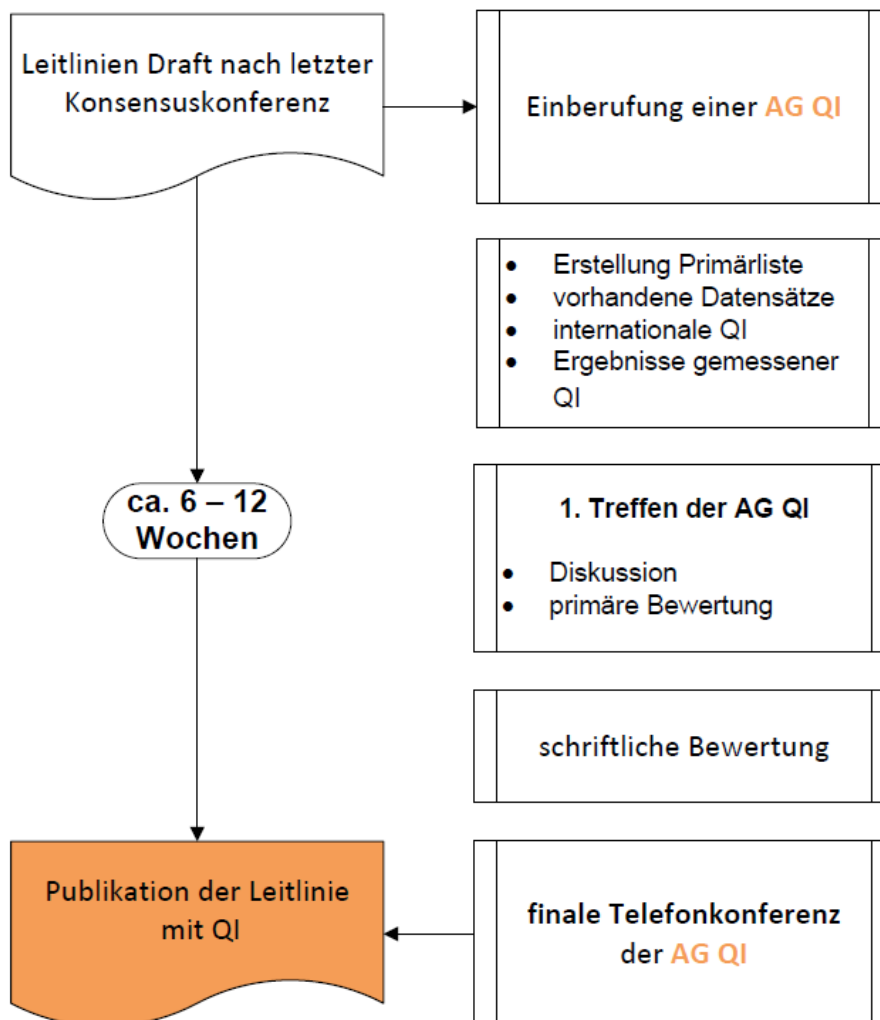 Leitlinien Draft nach letzter
Konsensuskonferenz
Einberufung einer AG QI
• Erstellung Primärliste
• vorhandene Datensätze
• internationale QI
• Ergebnisse gemessener
QI
ca. 6 – 12
Wochen
1. Treffen der AG QI
• Diskussion
• primäre Bewertung
schriftliche Bewertung
Publikation der Leitlinie
mit QI
finale Telefonkonferenz
der AG QI